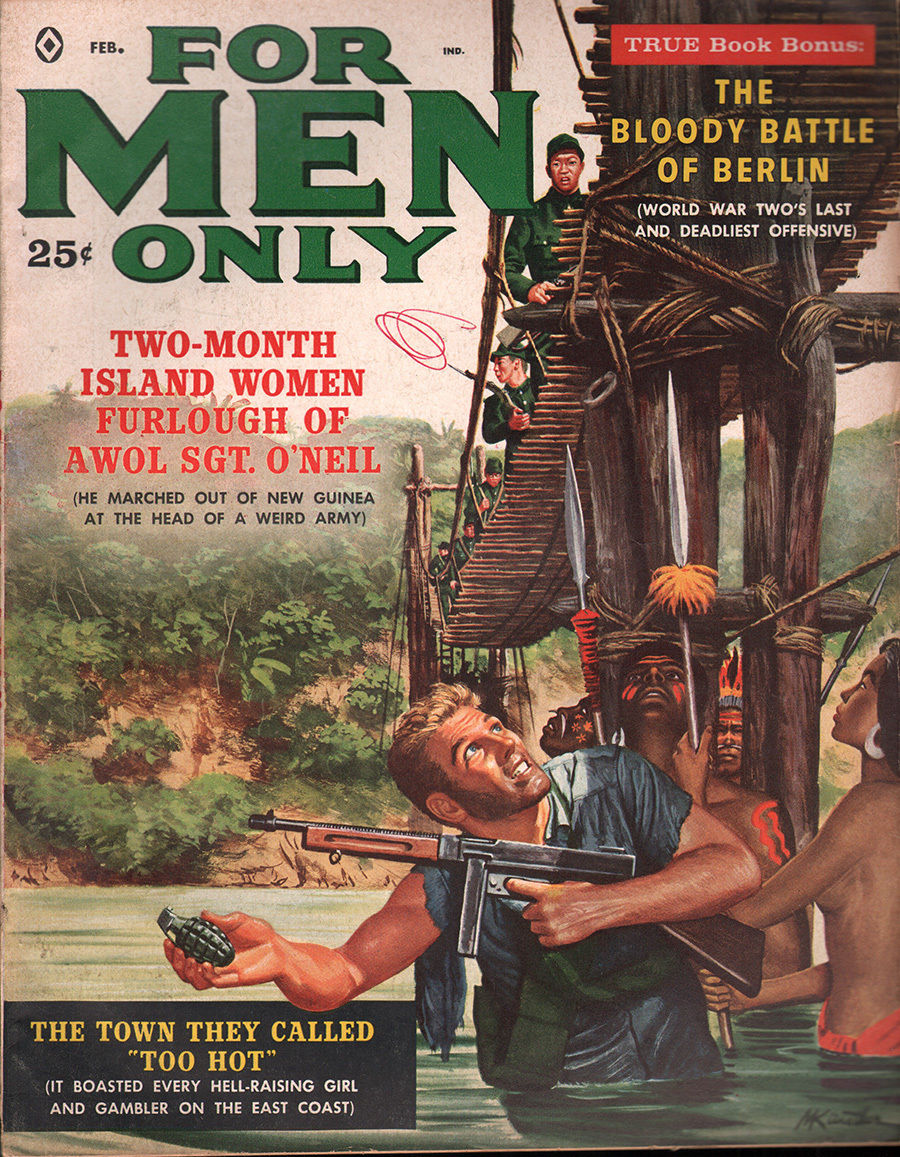 FEB.
IND.
FOR
MEN
ONLY
25¢
TRUE Book Bonus:
THE
BLOODY BATTLE
OF BERLIN
(WORLD WAR TWO'S LAST
AND DEADLIEST OFFENSIVE)
TWO-MONTH
ISLAND WOMEN
FURLOUGH OF
AWOL SGT. O'NEIL
(HE MARCHED OUT OF NEW GUINEA
AT THE HEAD OF A WEIRD ARMY)
THE TOWN THEY CALLED
"TOO HOT"
(IT BOASTED EVERY HELL-RAISING GIRL
AND GAMBLER ON THE EAST COAST)